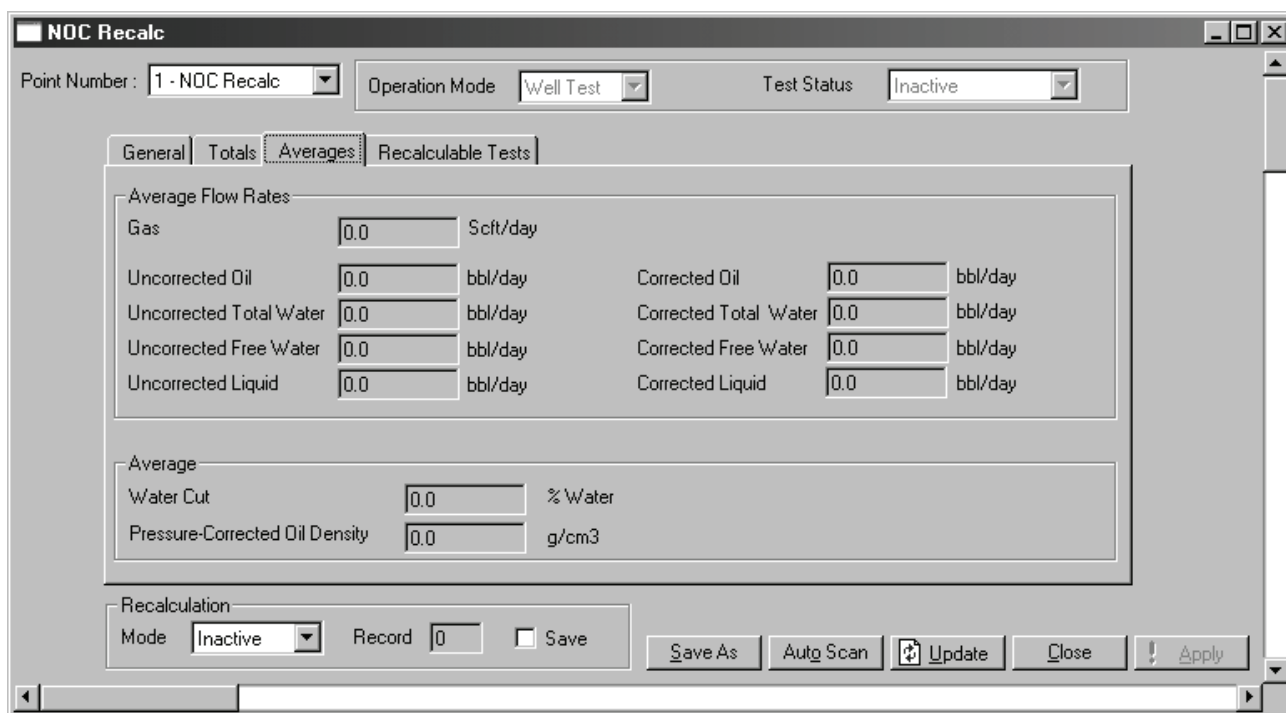 NOC Recalc
Point Number : 1 - NOC Recalc Operation Mode Well Test Test Status Inactive
General Totals Averages Recalculable Tests
Average Flow Rates
Gas 0.0 Scft/day
Uncorrected Oil 0.0 bbl/day Corrected Oil 0.0 bbl/day
Uncorrected Total Water 0.0 bbl/day Corrected Total Water 0.0 bbl/day
Uncorrected Free Water 0.0 bbl/day Corrected Free Water 0.0 bbl/day
Uncorrected Liquid 0.0 bbl/day Corrected Liquid 0.0 bbl/day
Average
Water Cut 0.0 % Water
Pressure-Corrected Oil Density 0.0 g/cm3
Recalculation
Mode Inactive Record 0 Save Save As Auto Scan Update Close ! Apply